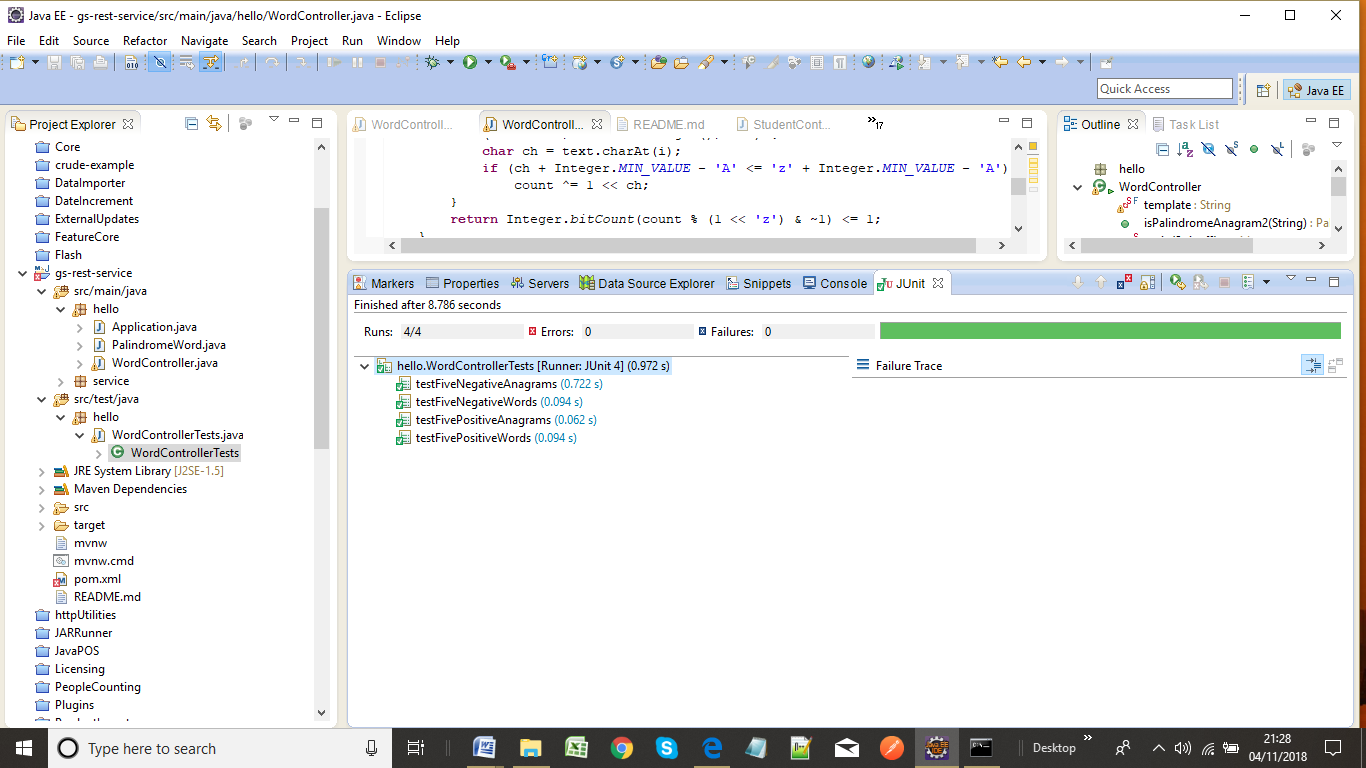 Java EE - gs-rest-service/src/main/java/hello/WordController.java - Eclipse
File Edit Source Refactor Navigate Search Project Run Window Help
Quick Access
Java EE
Project Explorer
Core
crude-example
DataImporter
DateIncrement
ExternalUpdates
FeatureCore
Flash
gs-rest-service
src/main/java
hello
Application.java
PalindromeWord.java
WordController.java
service
src/test/java
hello
WordControllerTests.java
WordControllerTests
JRE System Library [J2SE-1.5]
Maven Dependencies
src
target
mvnw
mvnw.cmd
pom.xml
README.md
httpUtilities
JARRunner
JavaPOS
Licensing
PeopleCounting
Plugins
WordControll... WordControll... README.md StudentCont... »17
char ch = text.charAt(i);
if (ch + Integer.MIN_VALUE - 'A' <= 'z' + Integer.MIN_VALUE - 'A')
count ^= 1 << ch;
}
return Integer.bitCount(count % (1 << 'z') & ~1) <= 1;
}
Outline Task List
hello
WordController
template : String
isPalindromeAnagram2(String) : Pa
Markers Properties Servers Data Source Explorer Snippets Console JUnit
Finished after 8.786 seconds
Runs: 4/4 Errors: 0 Failures: 0
hello.WordControllerTests [Runner: JUnit 4] (0.972 s)
testFiveNegativeAnagrams (0.722 s)
testFiveNegativeWords (0.094 s)
testFivePositiveAnagrams (0.062 s)
testFivePositiveWords (0.094 s)
Failure Trace
Type here to search
Desktop
21:28
04/11/2018